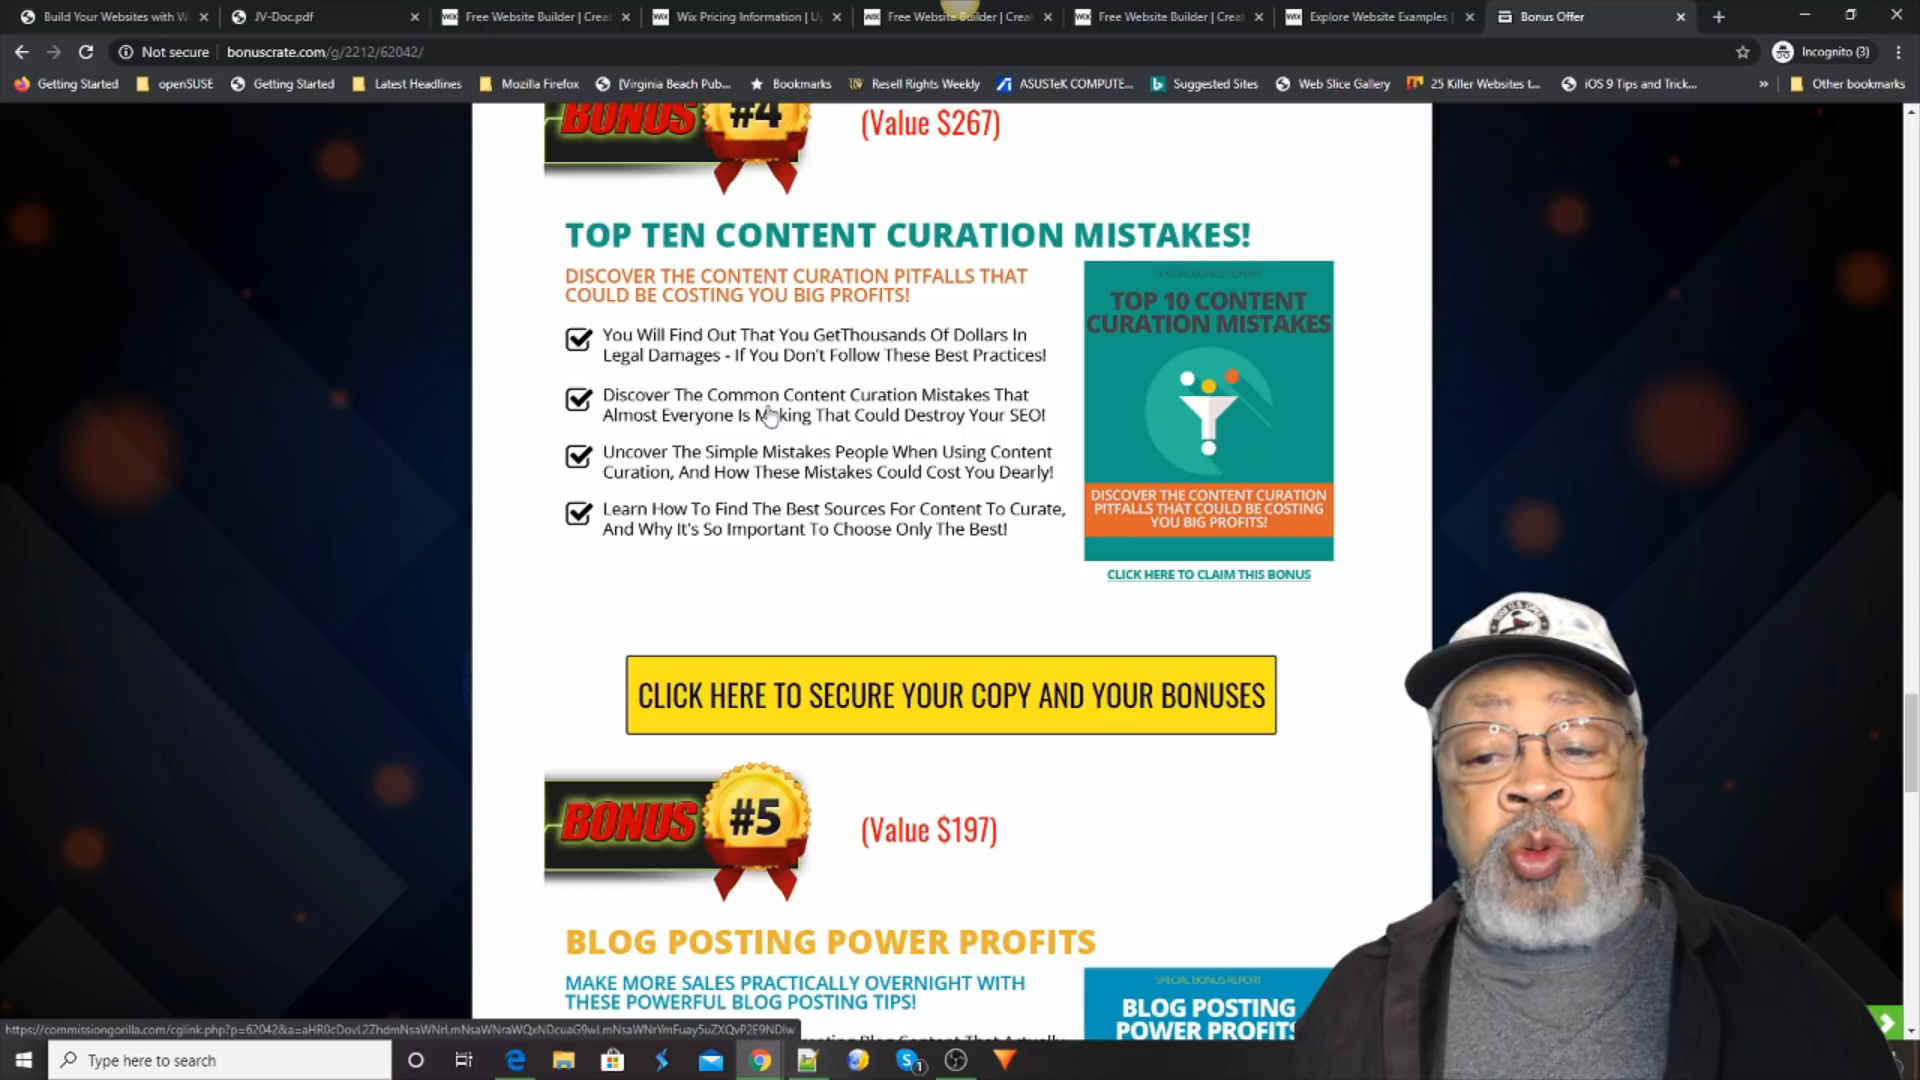 Build Your Websites with W
JV-Doc.pdf
Free Website Builder | Creat
Wix Pricing Information | U
Free Website Builder | Creat
Free Website Builder | Creat
Explore Website Examples |
Bonus Offer
Not secure
bonuscrate.com/g/2212/62042/
Incognito (3)
Getting Started
openSUSE
Getting Started
Latest Headlines
Mozilla Firefox
[Virginia Beach Pub...
Bookmarks
Resell Rights Weekly
ASUSTeK COMPUTE...
Suggested Sites
Web Slice Gallery
25 Killer Websites t...
iOS 9 Tips and Trick...
Other bookmarks
BONUS #4
(Value $267)
TOP TEN CONTENT CURATION MISTAKES!
DISCOVER THE CONTENT CURATION PITFALLS THAT
COULD BE COSTING YOU BIG PROFITS!
You Will Find Out That You GetThousands Of Dollars In
Legal Damages - If You Don't Follow These Best Practices!
Discover The Common Content Curation Mistakes That
Almost Everyone Is Making That Could Destroy Your SEO!
Uncover The Simple Mistakes People When Using Content
Curation, And How These Mistakes Could Cost You Dearly!
Learn How To Find The Best Sources For Content To Curate,
And Why It's So Important To Choose Only The Best!
SPECIAL BONUS REPORT
TOP 10 CONTENT
CURATION MISTAKES
DISCOVER THE CONTENT CURATION
PITFALLS THAT COULD BE COSTING
YOU BIG PROFITS!
CLICK HERE TO CLAIM THIS BONUS
CLICK HERE TO SECURE YOUR COPY AND YOUR BONUSES
BONUS #5
(Value $197)
BLOG POSTING POWER PROFITS
MAKE MORE SALES PRACTICALLY OVERNIGHT WITH
THESE POWERFUL BLOG POSTING TIPS!
SPECIAL BONUS REPORT
BLOG POSTING
POWER PROFITS
Type here to search